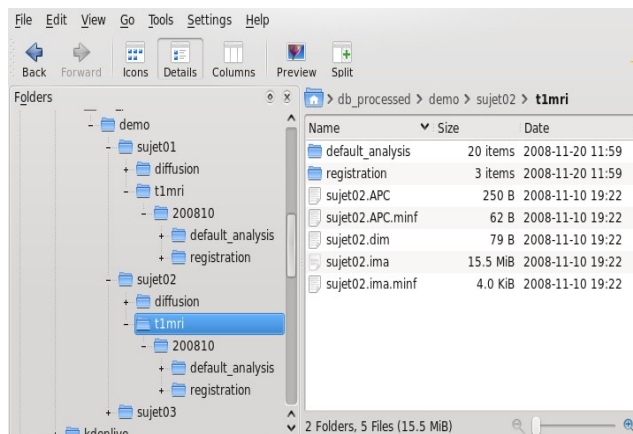 File Edit View Go Tools Settings Help
Back Forward Icons Details Columns Preview Split
Folders
demo
sujet01
diffusion
t1mri
200810
default_analysis
registration
sujet02
diffusion
t1mri
200810
default_analysis
registration
sujet03
> db_processed > demo > sujet02 > t1mri
Name Size Date
default_analysis 20 items 2008-11-20 11:59
registration 3 items 2008-11-20 11:59
sujet02.APC 250 B 2008-11-10 19:22
sujet02.APC.minf 62 B 2008-11-10 19:22
sujet02.dim 79 B 2008-11-10 19:22
sujet02.ima 15.5 MiB 2008-11-10 19:22
sujet02.ima.minf 4.0 KiB 2008-11-10 19:22
2 Folders, 5 Files (15.5 MiB)